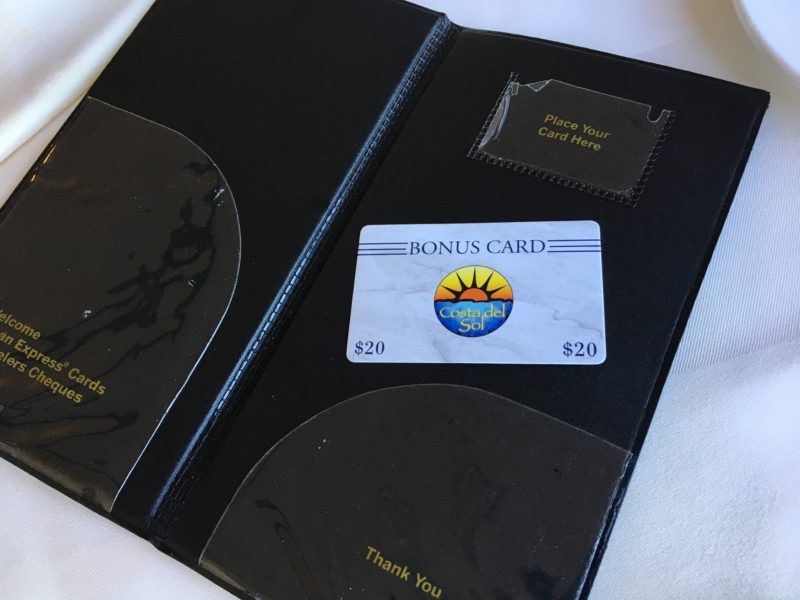 Place Your
Card Here
BONUS CARD
Costa del
Sol
$20
$20
elcome
an Express® Cards
elers Cheques
Thank You